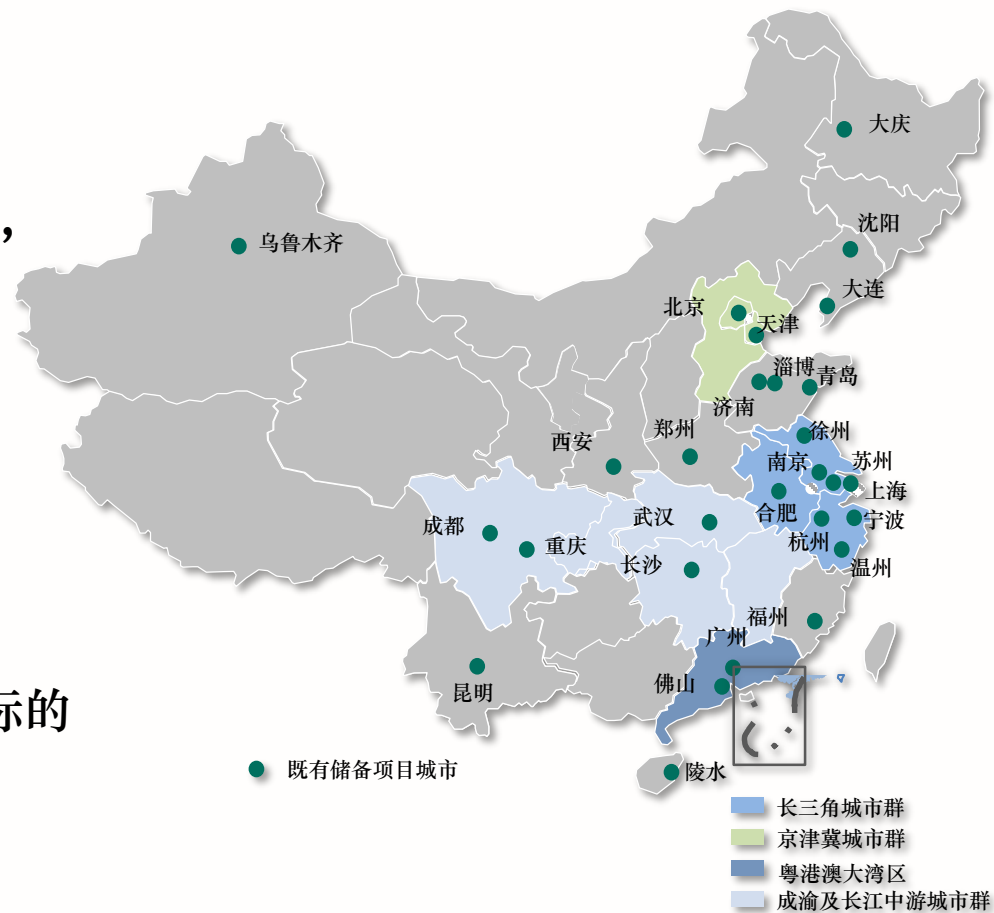 大庆
沈阳
，
乌鲁木齐
大连
北京
天津
淄博
青岛
济南
郑州
徐州
西安
南京
苏州
上海
合肥
宁波
武汉
成都
杭州
重庆
长沙
温州
福州
广州
佛山
昆明
标的
既有储备项目城市
陵水
长三角城市群
京津冀城市群
粤港澳大湾区
成渝及长江中游城市群